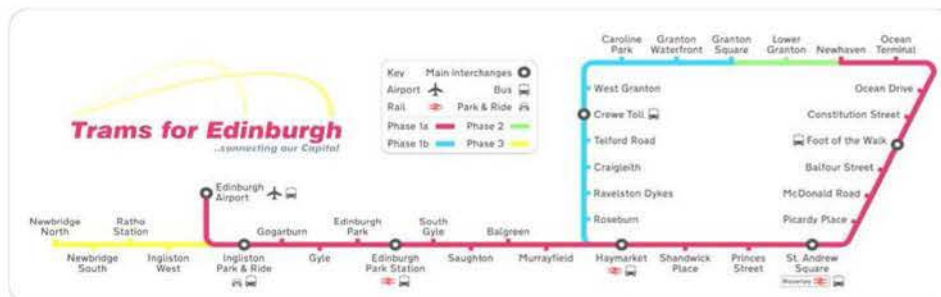 Trams for Edinburgh
...connecting our Capital
Key Main interchanges
Airport Bus
Rail Park & Ride
Phase 1a Phase 2
Phase 1b Phase 3
Caroline
Park
Granton
Waterfront
Granton
Square
Lower
Granton
Newhaven
Ocean
Terminal
West Granton
Crewe Toll
Telford Road
Craigleith
Ravelston Dykes
Roseburn
Ocean Drive
Constitution Street
Foot of the Walk
Balfour Street
McDonald Road
Picardy Place
Edinburgh
Airport
Newbridge
North
Ratho
Station
Gogarburn
Edinburgh
Park
South
Gyle
Balgreen
Newbridge
South
Ingliston
West
Ingliston
Park & Ride
Gyle
Edinburgh
Park Station
Saughton
Murrayfield
Haymarket
Shandwick
Place
Princes
Street
St. Andrew
Square
Waverley